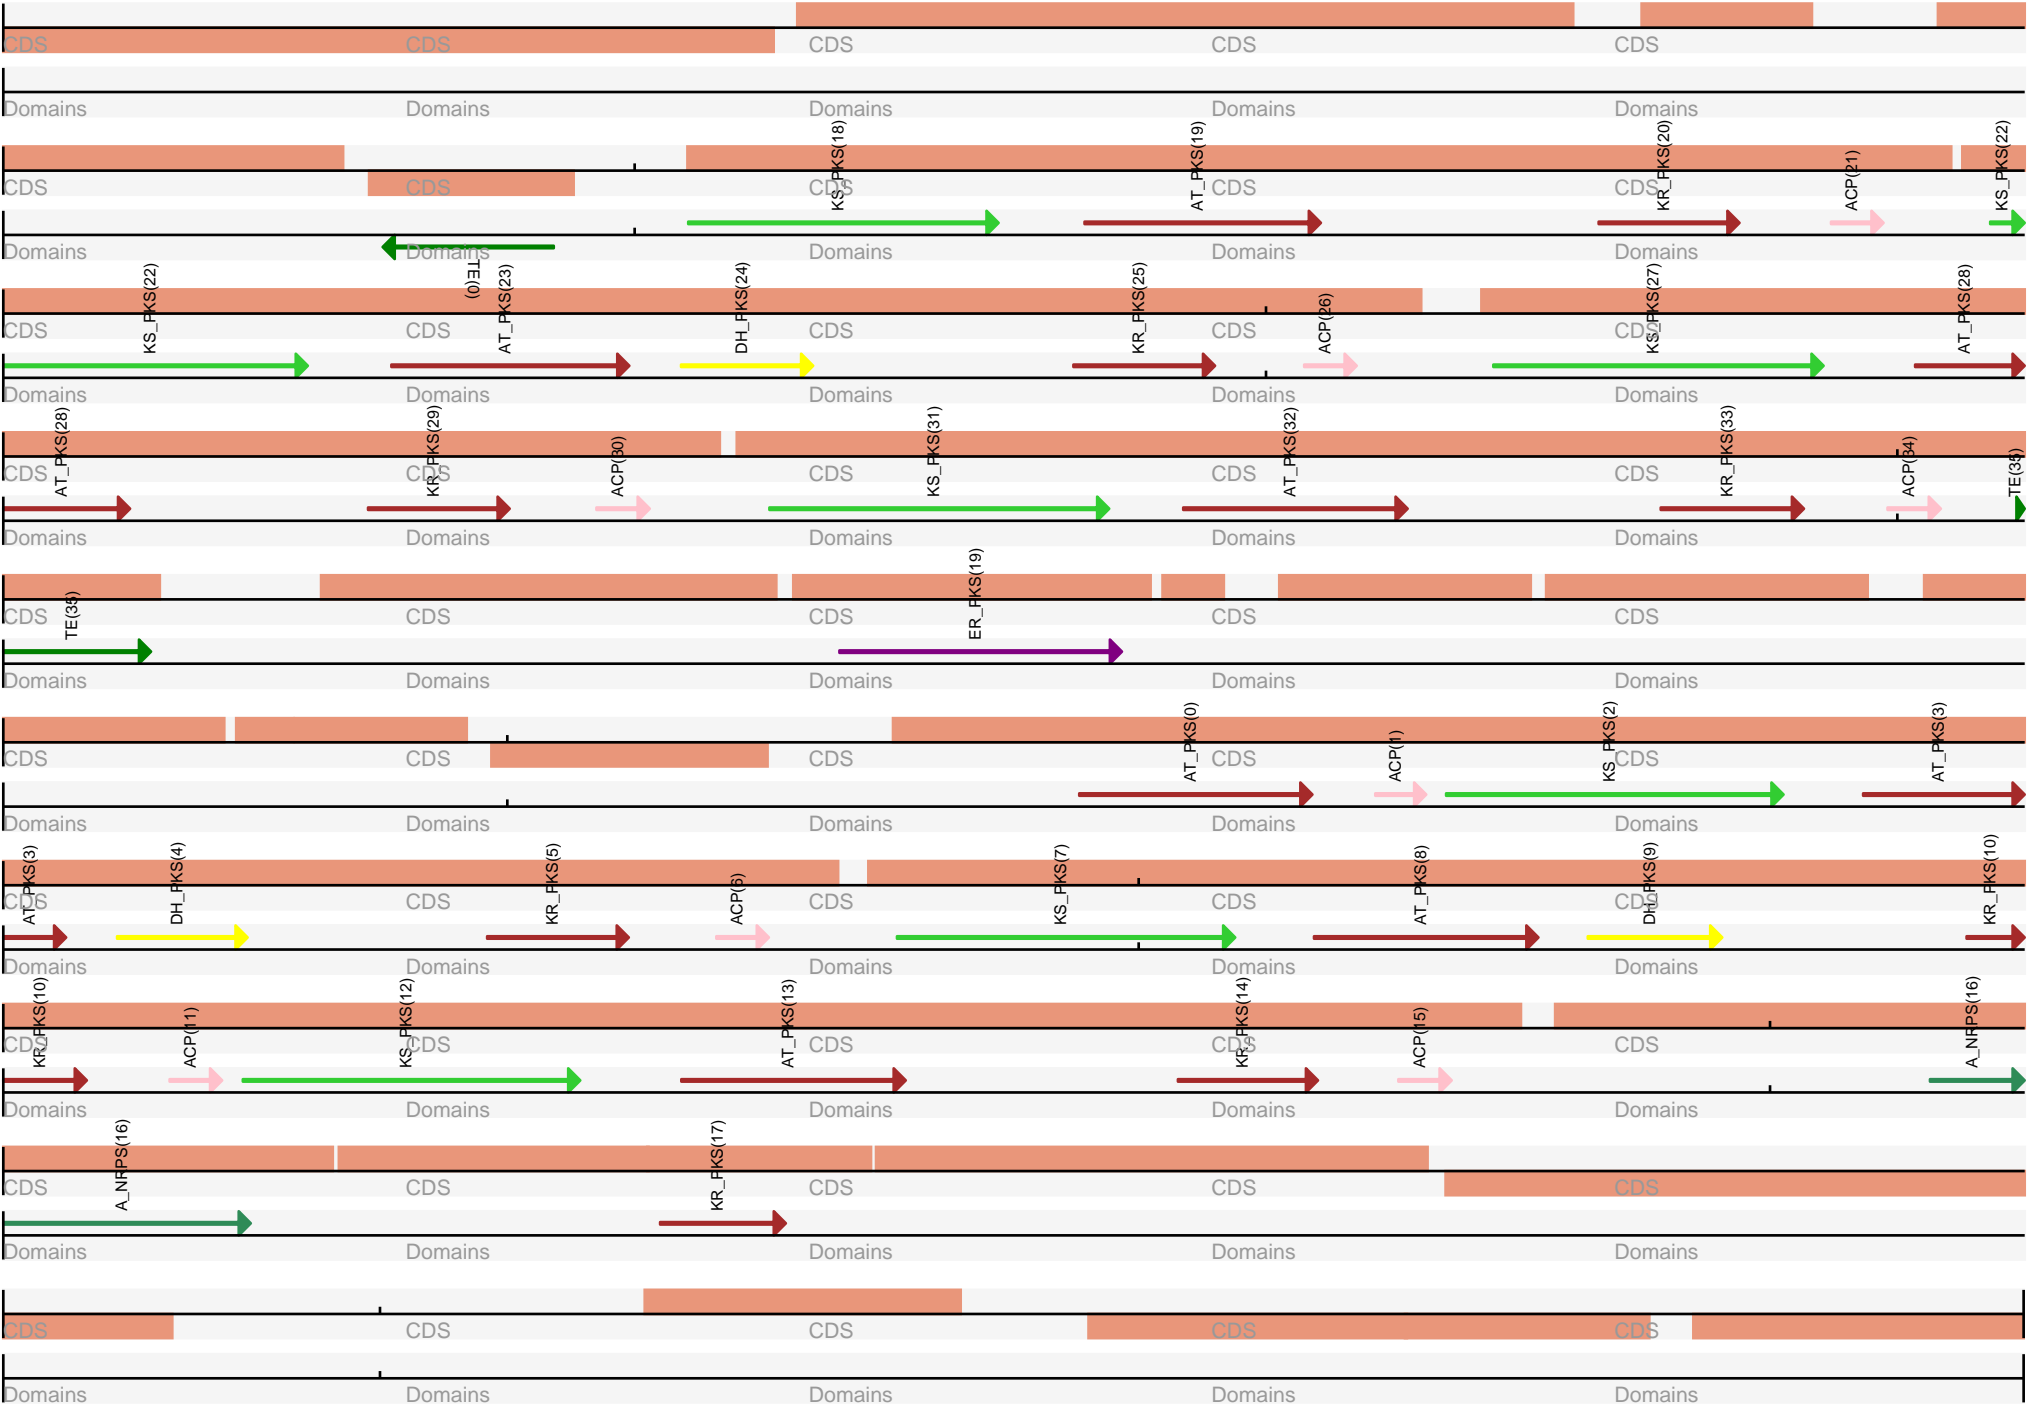 CDS CDS CDS CDS CDS
Domains Domains Domains Domains Domains
KS_PKS(18) AT_PKS(19) KR_PKS(20) ACP(21) KS_PKS(22)
CDS CDS CDS CDS CDS
TE(0)
Domains Domains Domains Domains Domains
KS_PKS(22) AT_PKS(23) DH_PKS(24) KR_PKS(25) ACP(26) KS_PKS(27) AT_PKS(28)
CDS CDS CDS CDS CDS
Domains Domains Domains Domains Domains
AT_PKS(28) KR_PKS(29) ACP(30) KS_PKS(31) AT_PKS(32) KR_PKS(33) ACP(34) TE(35)
CDS CDS CDS CDS CDS
Domains Domains Domains Domains Domains
TE(35) ER_PKS(19)
CDS CDS CDS CDS CDS
Domains Domains Domains Domains Domains
AT_PKS(0) ACP(1) KS_PKS(2) AT_PKS(3)
CDS CDS CDS CDS CDS
Domains Domains Domains Domains Domains
AT_PKS(3) DH_PKS(4) KR_PKS(5) ACP(6) KS_PKS(7) AT_PKS(8) DH_PKS(9) KR_PKS(10)
CDS CDS CDS CDS CDS
Domains Domains Domains Domains Domains
KR_PKS(10) ACP(11) KS_PKS(12) AT_PKS(13) KR_PKS(14) ACP(15) A_NRPS(16)
CDS CDS CDS CDS CDS
Domains Domains Domains Domains Domains
A_NRPS(16) KR_PKS(17)
CDS CDS CDS CDS CDS
Domains Domains Domains Domains Domains
CDS CDS CDS CDS CDS
Domains Domains Domains Domains Domains